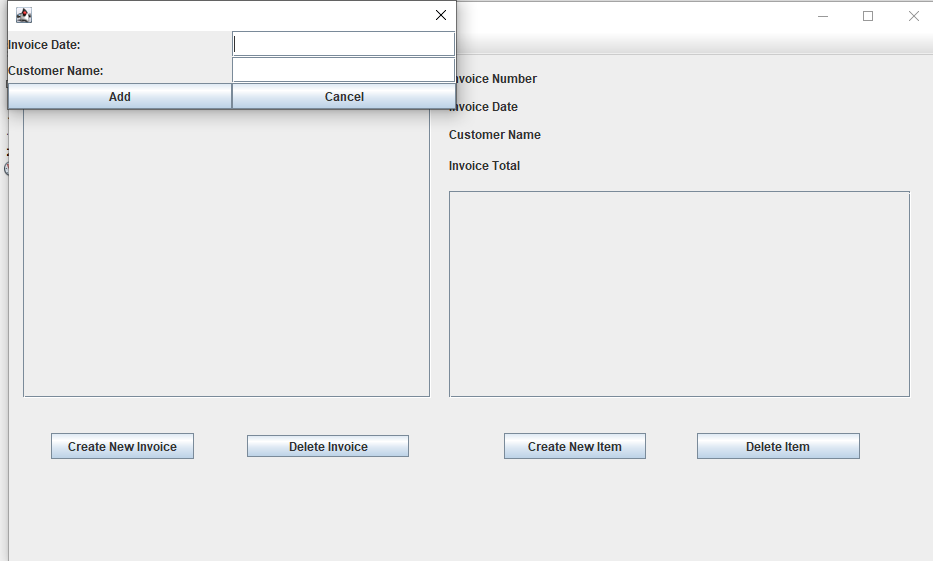 Invoice Date:
Customer Name:
Add Cancel
Invoice Number
Invoice Date
Customer Name
Invoice Total
Create New Invoice Delete Invoice Create New Item Delete Item